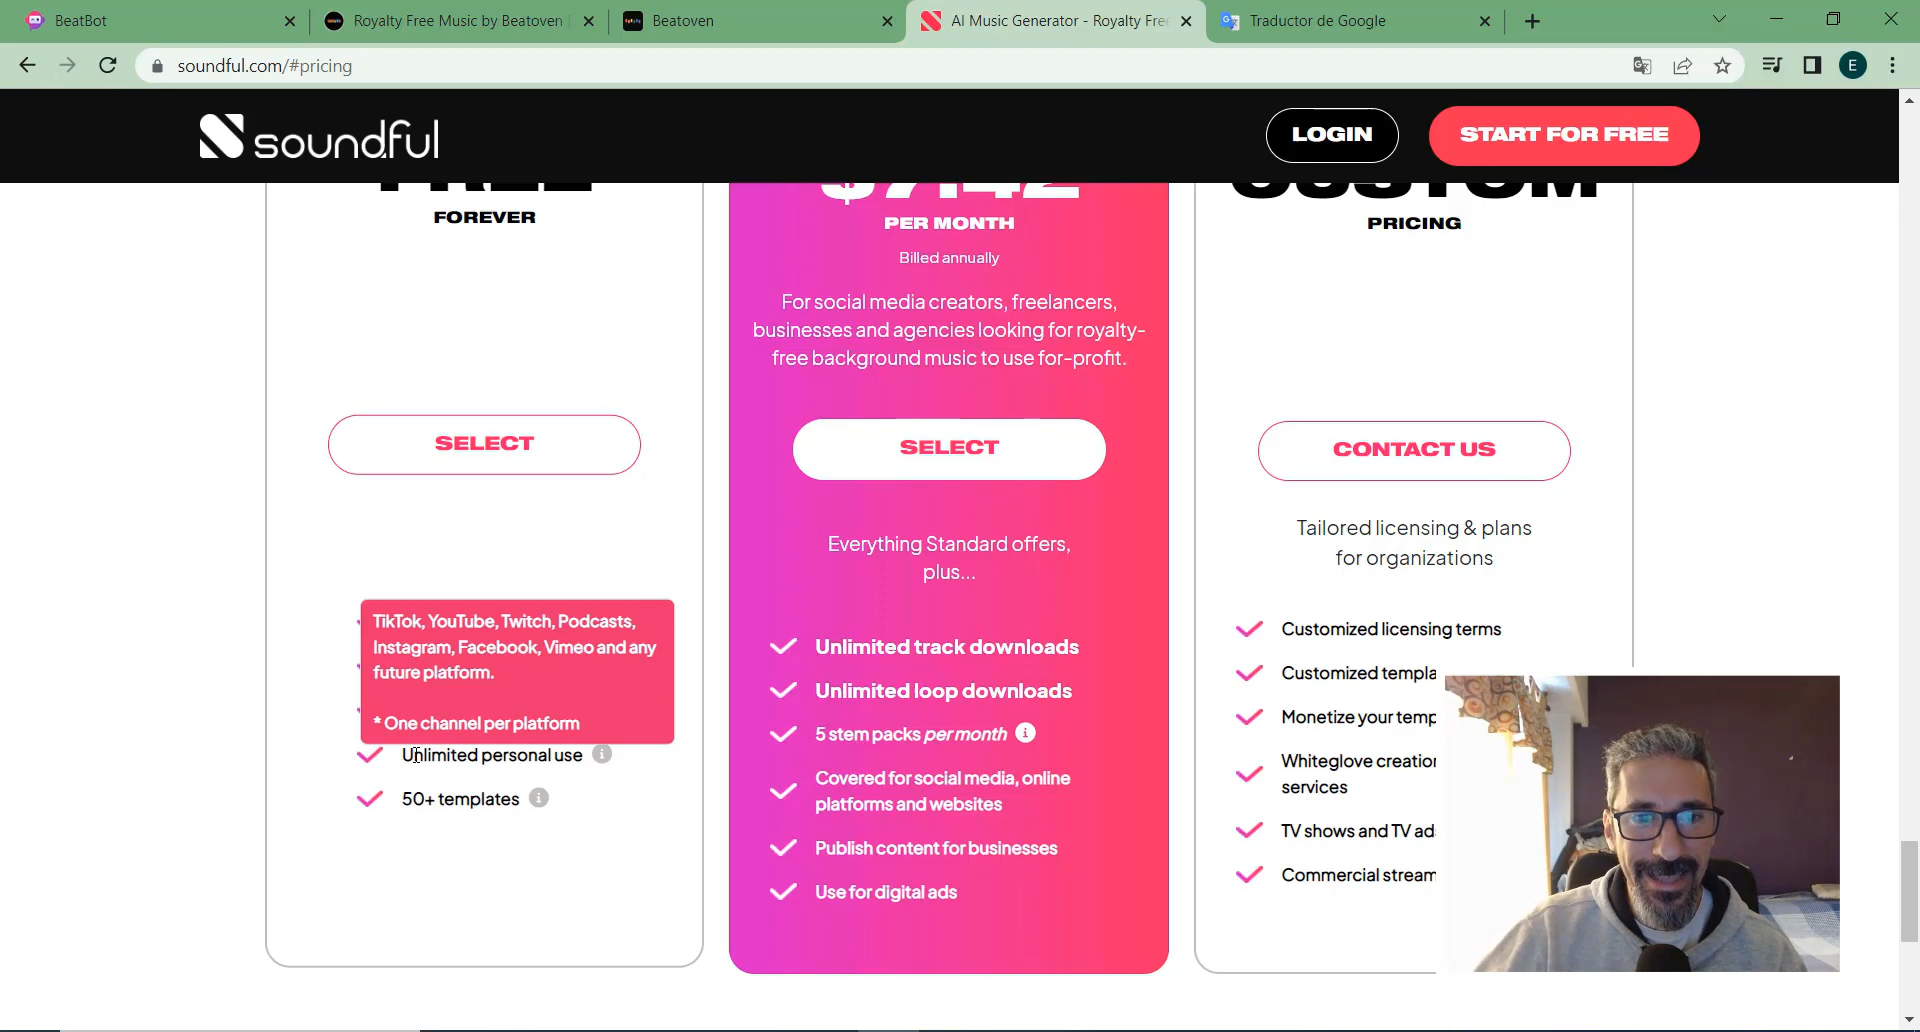 BeatBot
Royalty Free Music by Beatoven
Beatoven
AI Music Generator - Royalty Free
Traductor de Google
soundful.com/#pricing
E
soundful
LOGIN
START FOR FREE
FREE
FOREVER
SELECT
TikTok, YouTube, Twitch, Podcasts,
Instagram, Facebook, Vimeo and any
future platform.
* One channel per platform
Unlimited personal use
50+ templates
$7.42
PER MONTH
Billed annually
For social media creators, freelancers,
businesses and agencies looking for royalty-
free background music to use for-profit.
SELECT
Everything Standard offers,
plus...
Unlimited track downloads
Unlimited loop downloads
5 stem packs per month
Covered for social media, online
platforms and websites
Publish content for businesses
Use for digital ads
CUSTOM
PRICING
CONTACT US
Tailored licensing & plans
for organizations
Customized licensing terms
Customized templa
Monetize your temp
Whiteglove creation
services
TV shows and TV ad
Commercial stream